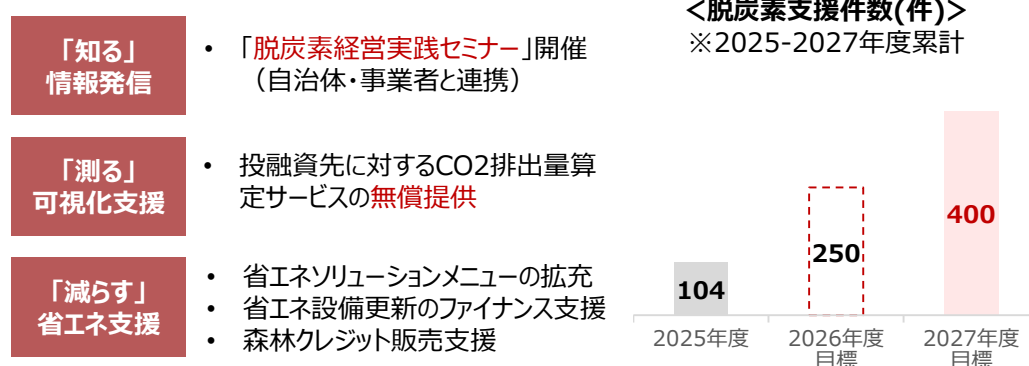 「知る」
情報発信
• 「脱炭素経営実践セミナー」開催
（自治体・事業者と連携）
「測る」
可視化支援
• 投融資先に対するCO2排出量算
定サービスの無償提供
「減らす」
省エネ支援
• 省エネソリューションメニューの拡充
• 省エネ設備更新のファイナンス支援
• 森林クレジット販売支援
<脱炭素支援件数(件)>
※2025-2027年度累計
104
250
400
2025年度
2026年度
目標
2027年度
目標